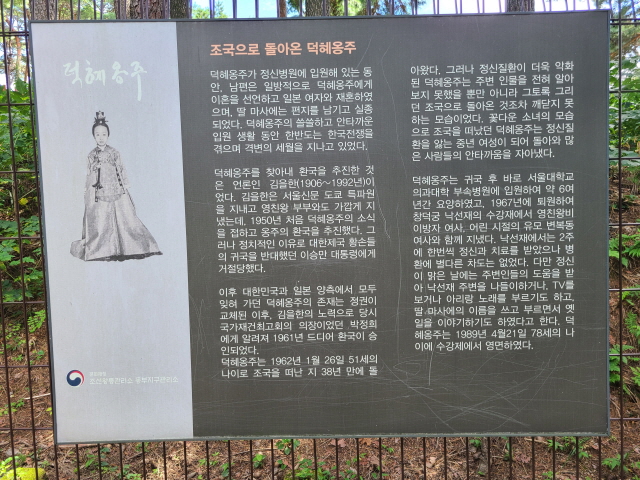 덕혜옹주
조국으로 돌아온 덕혜옹주
덕혜옹주가 정신병원에 입원해 있는 동
안, 남편은 일방적으로 덕혜옹주에게
이혼을 선언하고 일본 여자와 재혼하였
으며, 딸 마사에는 편지를 남기고 실종
되었다. 덕혜옹주의 쓸쓸하고 안타까운
입원 생활 동안 한반도는 한국전쟁을
겪으며 격변의 세월을 지나고 있었다.
덕혜옹주를 찾아내 환국을 추진한 것
은 언론인 김을한(1906~1992년)이
었다. 김을한은 서울신문 도쿄 특파원
을 지내고 영친왕 부부와도 가깝게 지
냈는데, 1950년 처음 덕혜옹주의 소식
을 접하고 옹주의 환국을 추진했다. 그
러나 정치적인 이유로 대한제국 황손들
의 귀국을 반대했던 이승만 대통령에게
거절당했다.
이후 대한민국과 일본 양측에서 모두
잊혀 가던 덕혜옹주의 존재는 정권이
교체된 이후, 김을한의 노력으로 당시
국가재건최고회의 의장이었던 박정희
에게 알려져 1961년 드디어 환국이 승
인되었다.
덕혜옹주는 1962년 1월 26일 51세의
나이로 조국을 떠난 지 38년 만에 돌
아왔다. 그러나 정신질환이 더욱 악화
된 덕혜옹주는 주변 인물을 전혀 알아
보지 못했을 뿐만 아니라 그토록 그리
던 조국으로 돌아온 것조차 깨닫지 못
하는 모습이었다. 꽃다운 소녀의 모습
으로 조국을 떠났던 덕혜옹주는 정신질
환을 앓는 중년 여성이 되어 돌아와 많
은 사람들의 안타까움을 자아냈다.
덕혜옹주는 귀국 후 바로 서울대학교
의과대학 부속병원에 입원하여 약 6여
년간 요양하였고, 1967년에 퇴원하여
창덕궁 낙선재의 수강재에서 영친왕비
이방자 여사, 어린 시절의 유모 변복동
여사와 함께 지냈다. 낙선재에서는 2주
에 한번씩 정신과 치료를 받았으나 병
환에 별다른 차도는 없었다. 다만 정신
이 맑은 날에는 주변인들의 도움을 받
아 낙선재 주변을 나들이하거나, TV를
보거나 아리랑 노래를 부르기도 하고,
딸 마사에의 이름을 쓰고 부르면서 옛
일을 이야기하기도 하였다고 한다. 덕
혜옹주는 1989년 4월21일 78세의 나
이에 수강재에서 영면하였다.